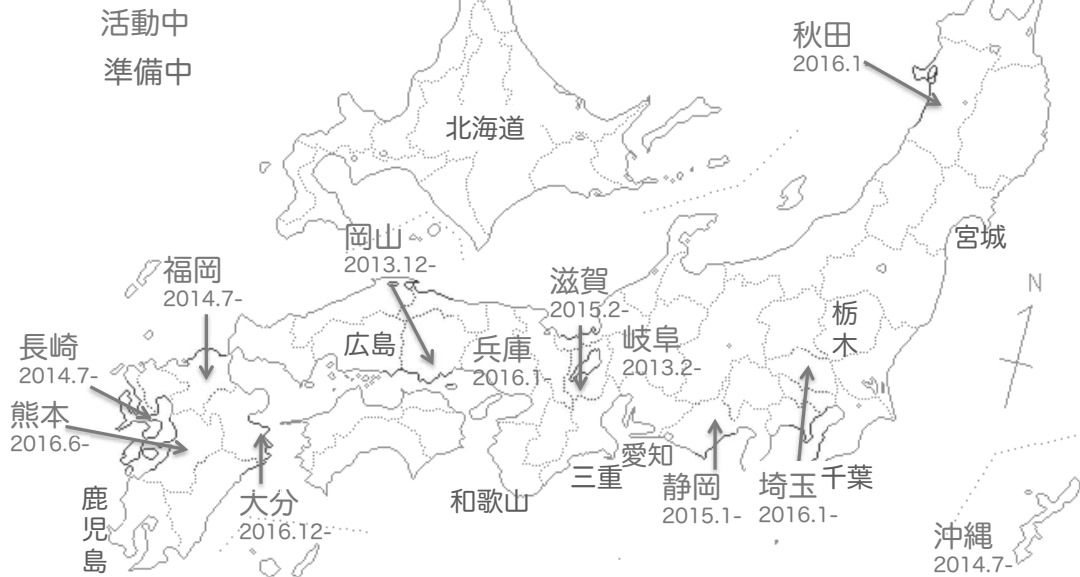 活動中
準備中
秋田
2016.1
北海道
宮城
岡山
2013.12-
福岡
2014.7-
滋賀
2015.2-
N
栃
木
広島
兵庫
2016.1-
岐阜
2013.2-
長崎
2014.7-
熊本
2016.6-
愛知
三重
静岡
2015.1-
埼玉
2016.1-
千葉
和歌山
大分
2016.12-
鹿
児
島
沖縄
2014.7-